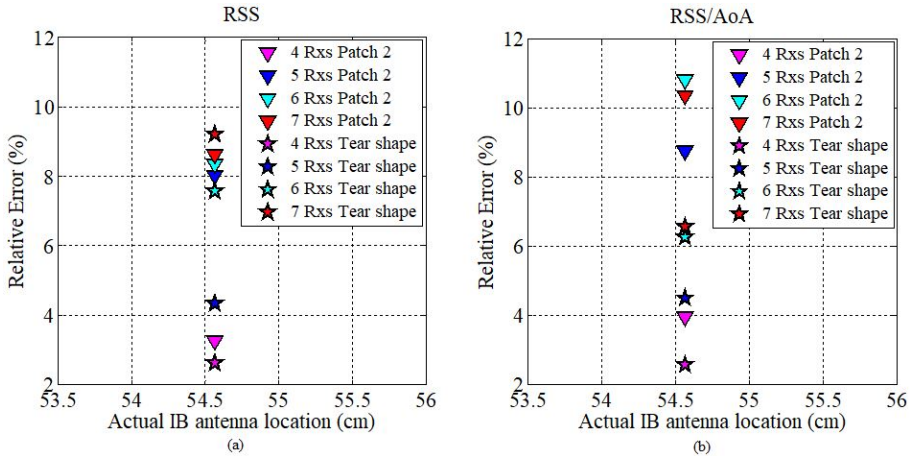 RSS
12
10
8
6
4
2
Relative Error (%)
4 Rxs Patch 2
5 Rxs Patch 2
6 Rxs Patch 2
7 Rxs Patch 2
4 Rxs Tear shape
5 Rxs Tear shape
6 Rxs Tear shape
7 Rxs Tear shape
53.5 54 54.5 55 55.5 56
Actual IB antenna location (cm)
(a)
RSS/AoA
12
10
8
6
4
2
Relative Error (%)
4 Rxs Patch 2
5 Rxs Patch 2
6 Rxs Patch 2
7 Rxs Patch 2
4 Rxs Tear shape
5 Rxs Tear shape
6 Rxs Tear shape
7 Rxs Tear shape
53.5 54 54.5 55 55.5 56
Actual IB antenna location (cm)
(b)